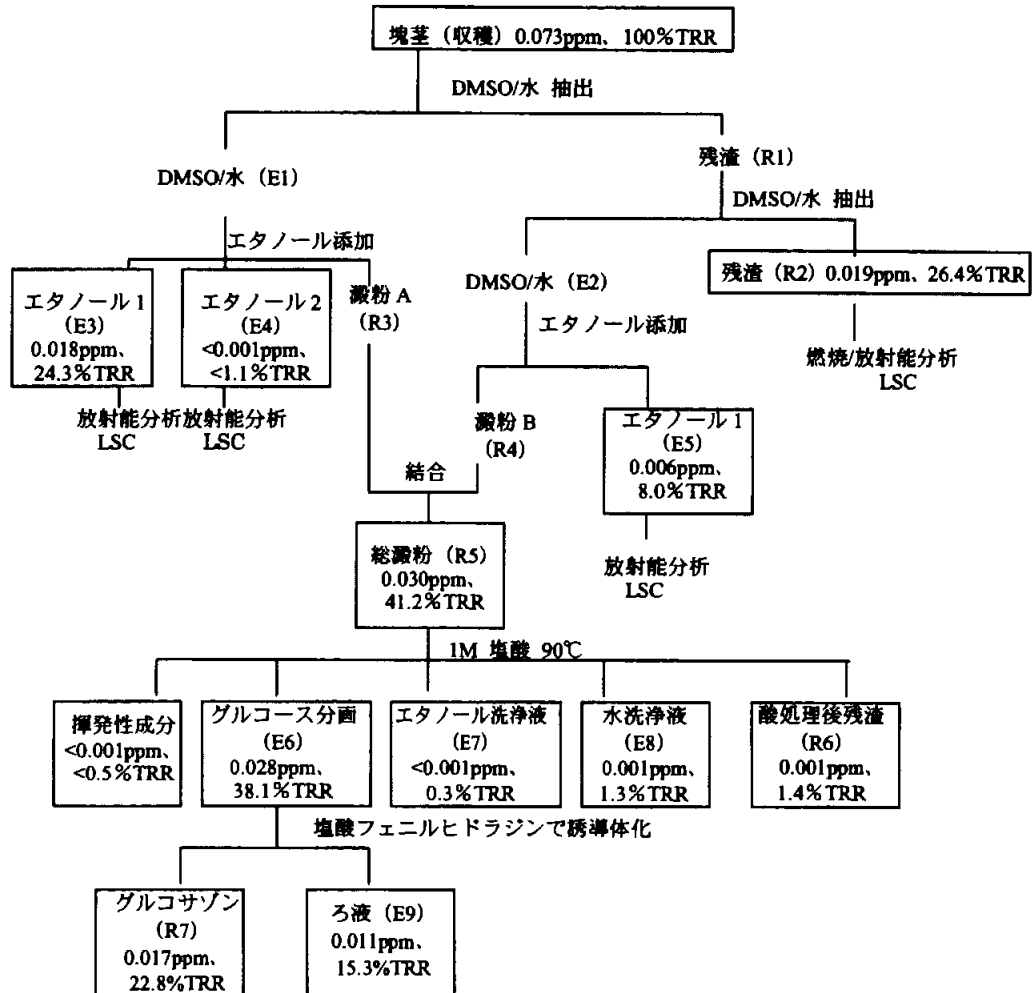 塊茎（収穫）0.073ppm、100%TRR
DMSO/水 抽出
DMSO/水（E1）
残渣（R1）
DMSO/水 抽出
エタノール添加
エタノール1
（E3）
0.018ppm、
24.3%TRR
エタノール2
（E4）
<0.001ppm、
<1.1%TRR
澱粉A
（R3）
DMSO/水（E2）
残渣（R2）0.019ppm、26.4%TRR
エタノール添加
燃焼/放射能分析
LSC
放射能分析
LSC
放射能分析
LSC
澱粉B
（R4）
エタノール1
（E5）
0.006ppm、
8.0%TRR
結合
総澱粉（R5）
0.030ppm、
41.2%TRR
放射能分析
LSC
1M 塩酸 90℃
揮発性成分
<0.001ppm、
<0.5%TRR
グルコース分画
（E6）
0.028ppm、
38.1%TRR
エタノール洗浄液
（E7）
<0.001ppm、
0.3%TRR
水洗浄液
（E8）
0.001ppm、
1.3%TRR
酸処理後残渣
（R6）
0.001ppm、
1.4%TRR
塩酸フェニルヒドラジンで誘導体化
グルコサゾン
（R7）
0.017ppm、
22.8%TRR
ろ液（E9）
0.011ppm、
15.3%TRR